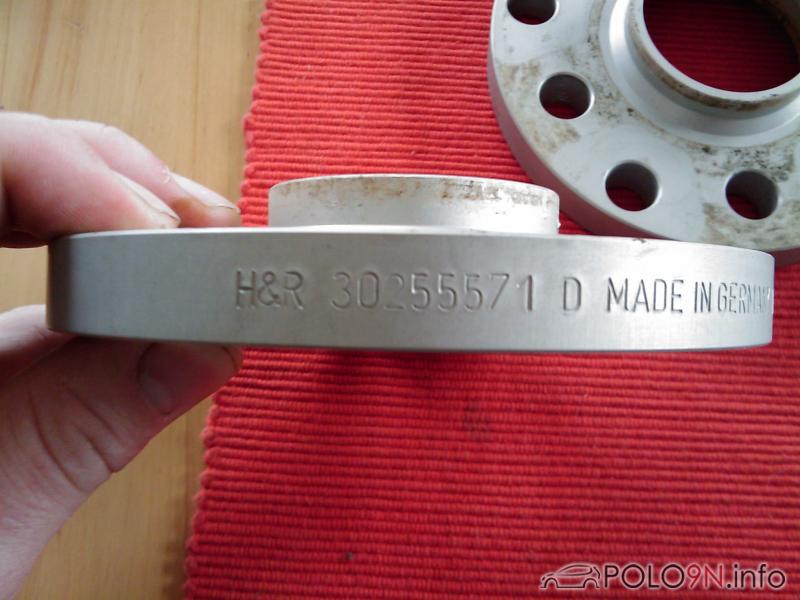 H&R 30255571 D MADE IN GERMANY
POLO9N.info